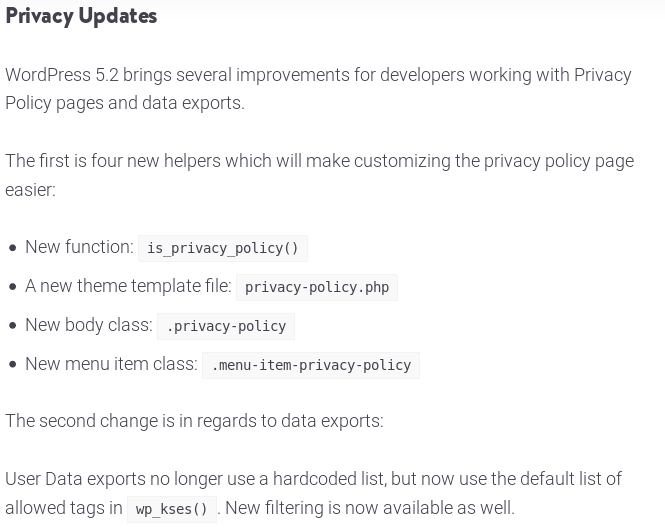 Privacy Updates
WordPress 5.2 brings several improvements for developers working with Privacy
Policy pages and data exports.
The first is four new helpers which will make customizing the privacy policy page
easier:
• New function: is_privacy_policy()
• A new theme template file: privacy-policy.php
• New body class: .privacy-policy
• New menu item class: .menu-item-privacy-policy
The second change is in regards to data exports:
User Data exports no longer use a hardcoded list, but now use the default list of
allowed tags in wp_kses() . New filtering is now available as well.